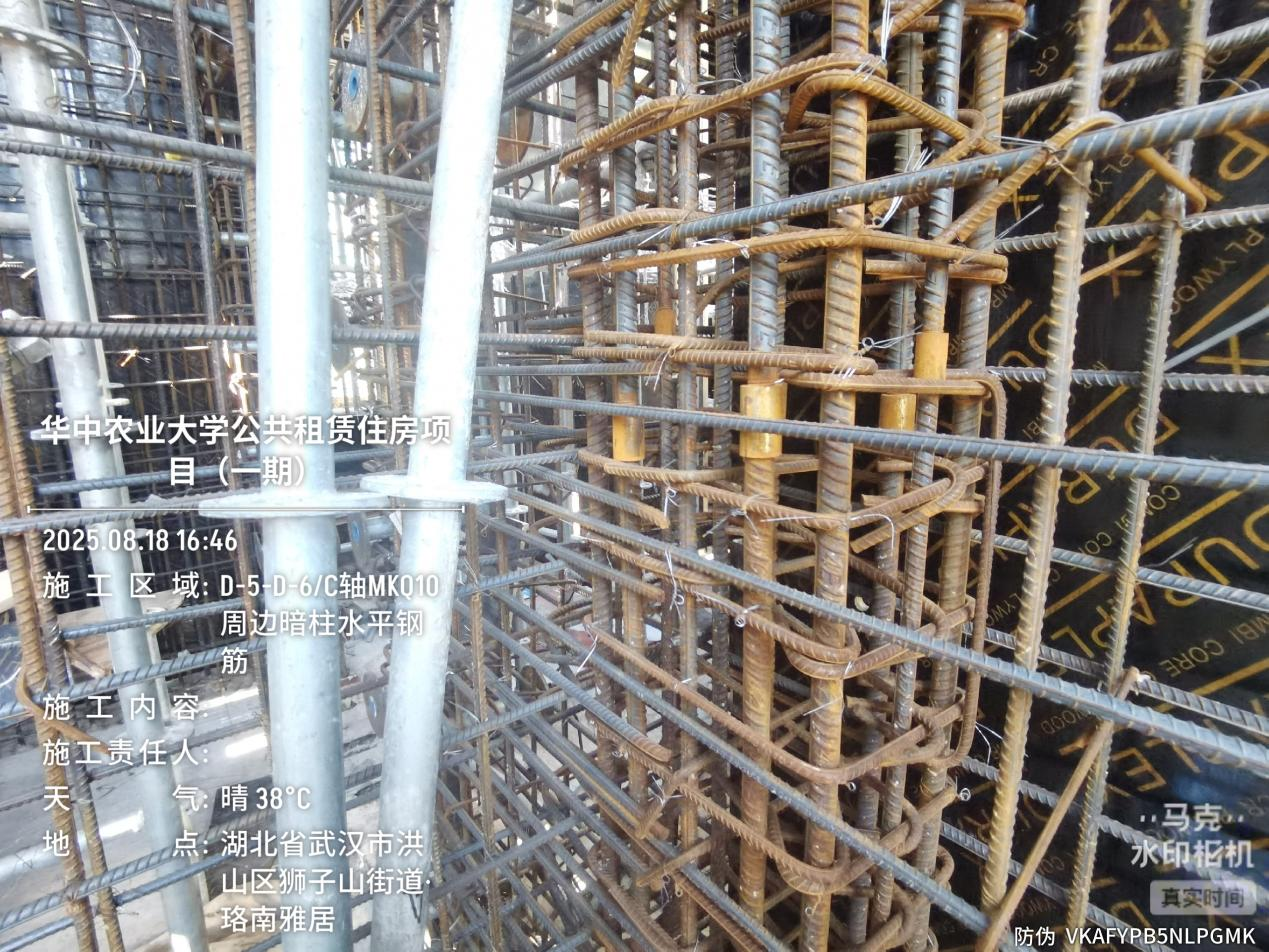 华中农业大学公共租赁住房项
目（一期）
2025.08.18 16:46
施工区域: D-5-D-6/C轴MKQ10
周边暗柱水平钢
筋
施工内容:
施工责任人:
天气: 晴 38°C
地点: 湖北省武汉市洪
山区狮子山街道·
珞南雅居
马克
水印相机
真实时间
防伪 VKAFYPB5NLPGMK
PLYWOOD
COMBI CORE